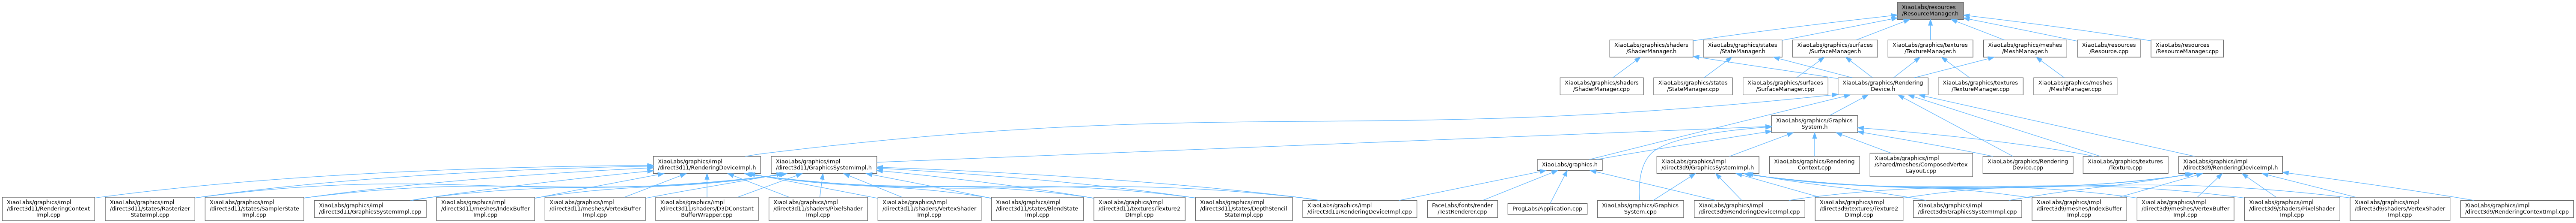 XiaoLabs/resources
/ResourceManager.h
XiaoLabs/graphics/shaders
/ShaderManager.h
XiaoLabs/graphics/states
/StateManager.h
XiaoLabs/graphics/surfaces
/SurfaceManager.h
XiaoLabs/graphics/textures
/TextureManager.h
XiaoLabs/graphics/meshes
/MeshManager.h
XiaoLabs/resources
/Resource.cpp
XiaoLabs/resources
/ResourceManager.cpp
XiaoLabs/graphics/shaders
/ShaderManager.cpp
XiaoLabs/graphics/states
/StateManager.cpp
XiaoLabs/graphics/surfaces
/SurfaceManager.cpp
XiaoLabs/graphics/Rendering
Device.h
XiaoLabs/graphics/textures
/TextureManager.cpp
XiaoLabs/graphics/meshes
/MeshManager.cpp
XiaoLabs/graphics/Graphics
System.h
XiaoLabs/graphics/impl
/direct3d11/RenderingDeviceImpl.h
XiaoLabs/graphics/impl
/direct3d11/GraphicsSystemImpl.h
XiaoLabs/graphics.h
XiaoLabs/graphics/impl
/direct3d9/GraphicsSystemImpl.h
XiaoLabs/graphics/Rendering
Context.cpp
XiaoLabs/graphics/impl
/shared/meshes/ComposedVertex
Layout.cpp
XiaoLabs/graphics/Rendering
Device.cpp
XiaoLabs/graphics/textures
/Texture.cpp
XiaoLabs/graphics/impl
/direct3d9/RenderingDeviceImpl.h
XiaoLabs/graphics/impl
/direct3d11/RenderingContext
Impl.cpp
XiaoLabs/graphics/impl
/direct3d11/states/Rasterizer
StateImpl.cpp
XiaoLabs/graphics/impl
/direct3d11/states/SamplerState
Impl.cpp
XiaoLabs/graphics/impl
/direct3d11/GraphicsSystemImpl.cpp
XiaoLabs/graphics/impl
/direct3d11/meshes/IndexBuffer
Impl.cpp
XiaoLabs/graphics/impl
/direct3d11/meshes/VertexBuffer
Impl.cpp
XiaoLabs/graphics/impl
/direct3d11/shaders/D3DConstant
BufferWrapper.cpp
XiaoLabs/graphics/impl
/direct3d11/shaders/PixelShader
Impl.cpp
XiaoLabs/graphics/impl
/direct3d11/shaders/VertexShader
Impl.cpp
XiaoLabs/graphics/impl
/direct3d11/states/BlendState
Impl.cpp
XiaoLabs/graphics/impl
/direct3d11/textures/Texture2
DImpl.cpp
XiaoLabs/graphics/impl
/direct3d11/states/DepthStencil
StateImpl.cpp
XiaoLabs/graphics/impl
/direct3d11/RenderingDeviceImpl.cpp
FaceLabs/fonts/render
/TestRenderer.cpp
ProgLabs/Application.cpp
XiaoLabs/graphics/Graphics
System.cpp
XiaoLabs/graphics/impl
/direct3d9/RenderingDeviceImpl.cpp
XiaoLabs/graphics/impl
/direct3d9/textures/Texture2
DImpl.cpp
XiaoLabs/graphics/impl
/direct3d9/GraphicsSystemImpl.cpp
XiaoLabs/graphics/impl
/direct3d9/meshes/IndexBuffer
Impl.cpp
XiaoLabs/graphics/impl
/direct3d9/meshes/VertexBuffer
Impl.cpp
XiaoLabs/graphics/impl
/direct3d9/shaders/PixelShader
Impl.cpp
XiaoLabs/graphics/impl
/direct3d9/shaders/VertexShader
Impl.cpp
XiaoLabs/graphics/impl
/direct3d9/RenderingContextImpl.cpp